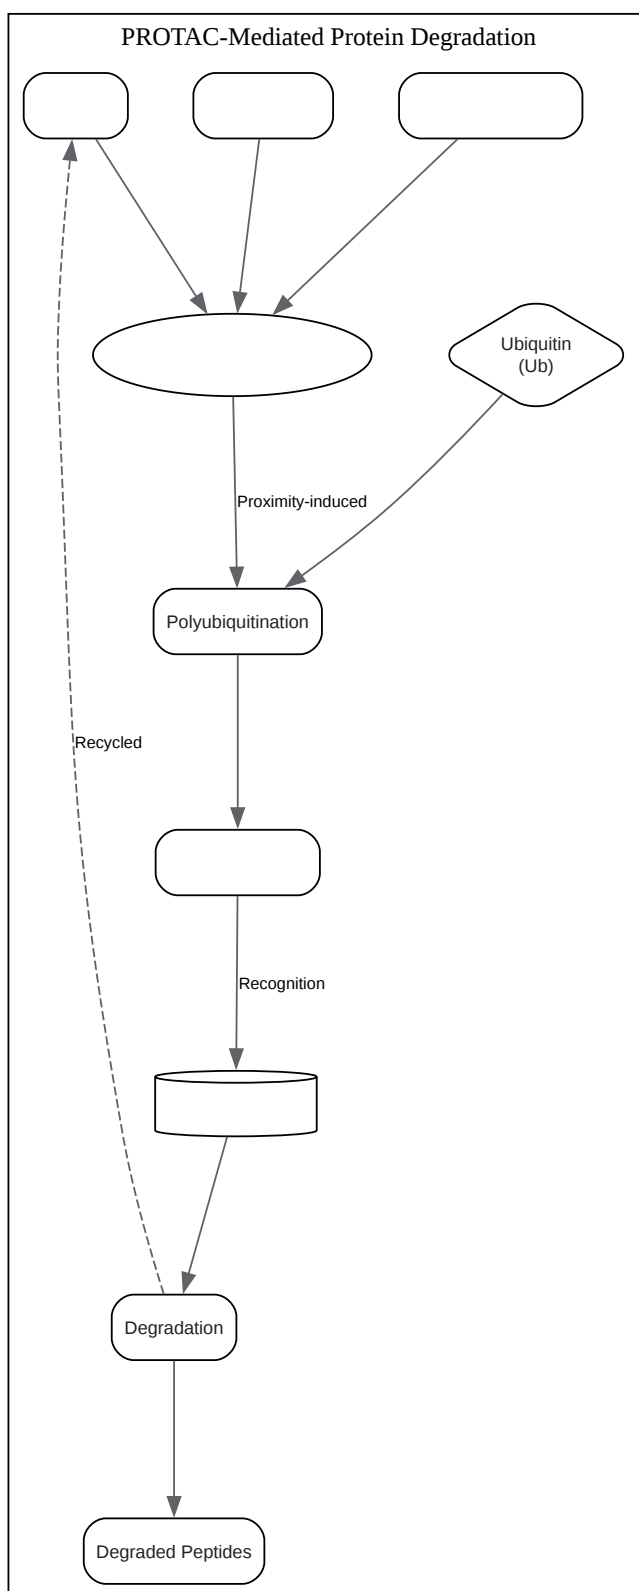 PROTAC-Mediated Protein Degradation
Ubiquitin
(Ub)
Proximity-induced
Polyubiquitination
Recycled
Recognition
Degradation
Degraded Peptides